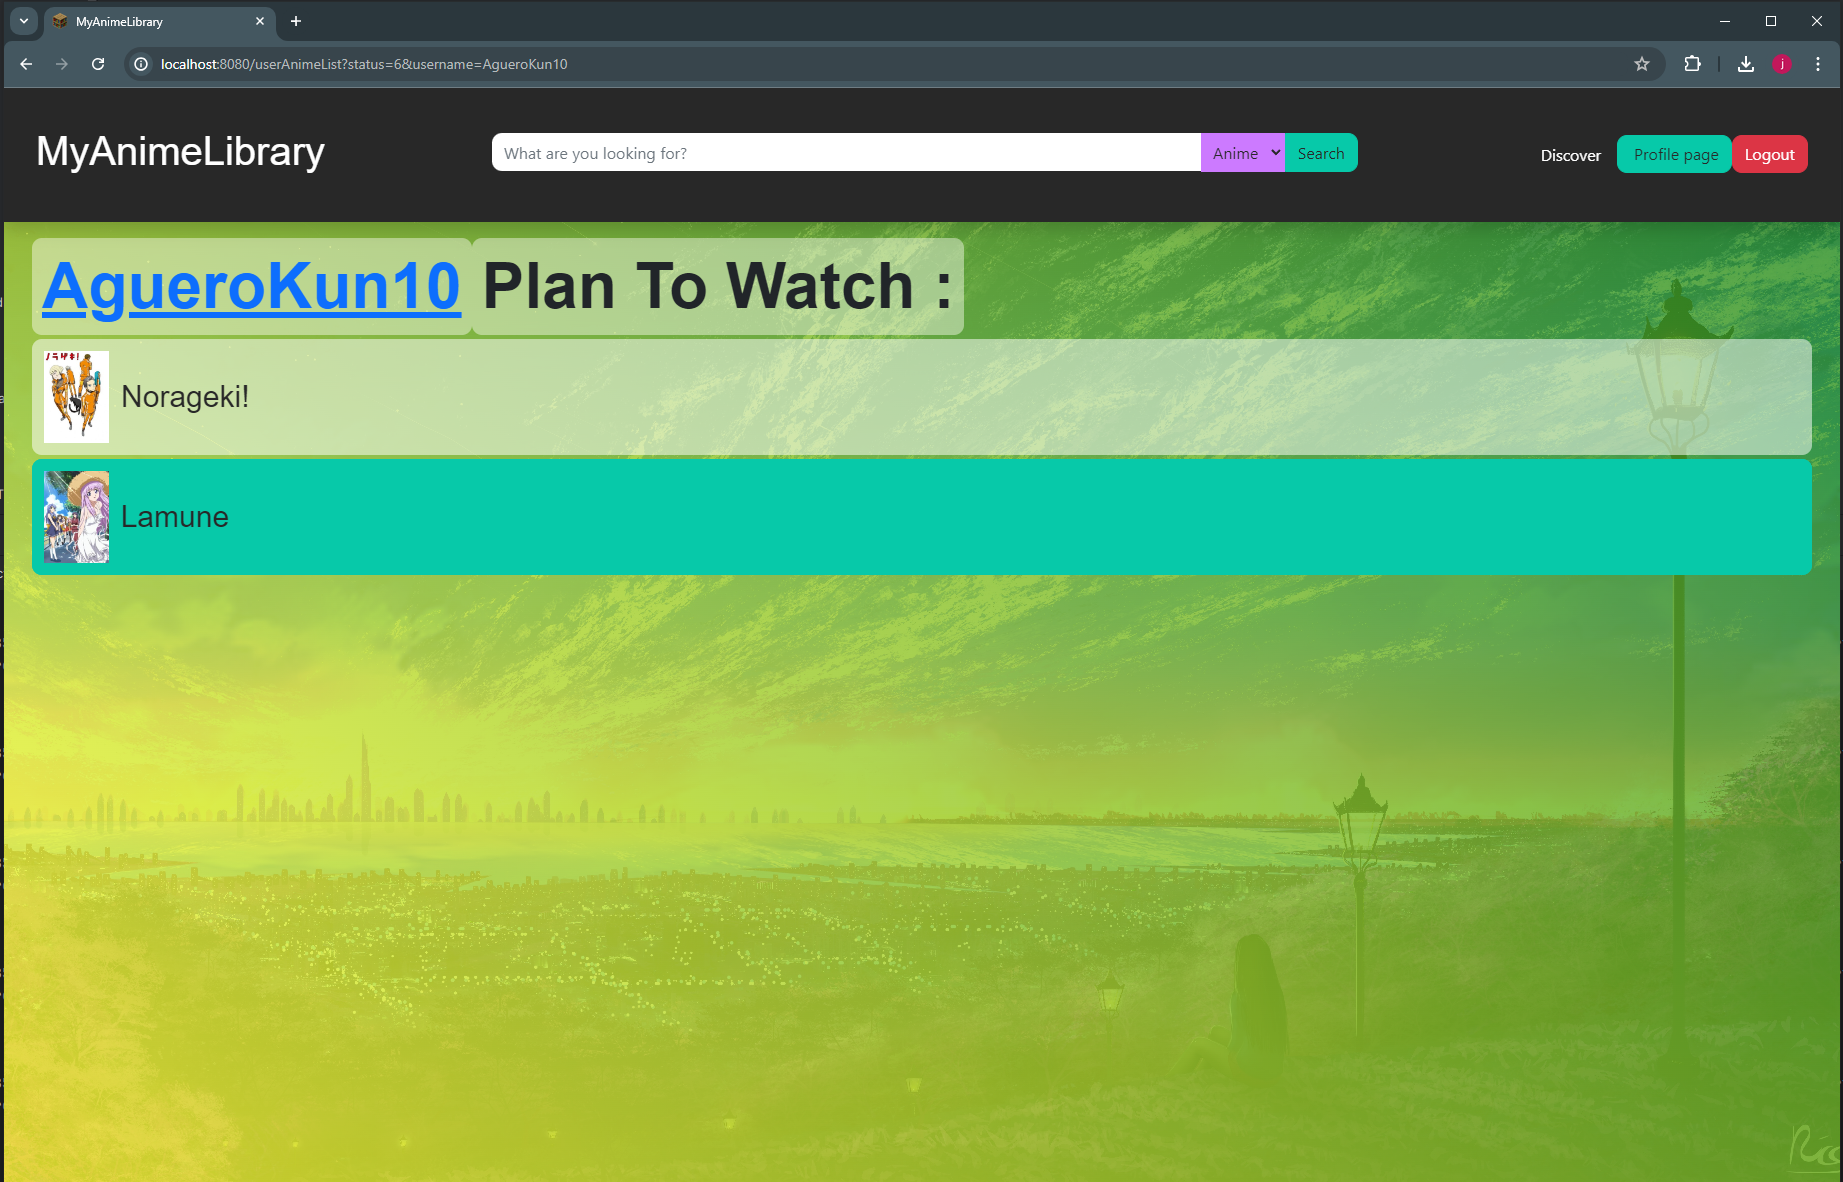 MyAnimeLibrary
localhost:8080/userAnimeList?status=6&username=AgueroKun10
j
MyAnimeLibrary
What are you looking for?
Anime
Search
Discover
Profile page
Logout
AgueroKun10 Plan To Watch :
Norageki!
Lamune